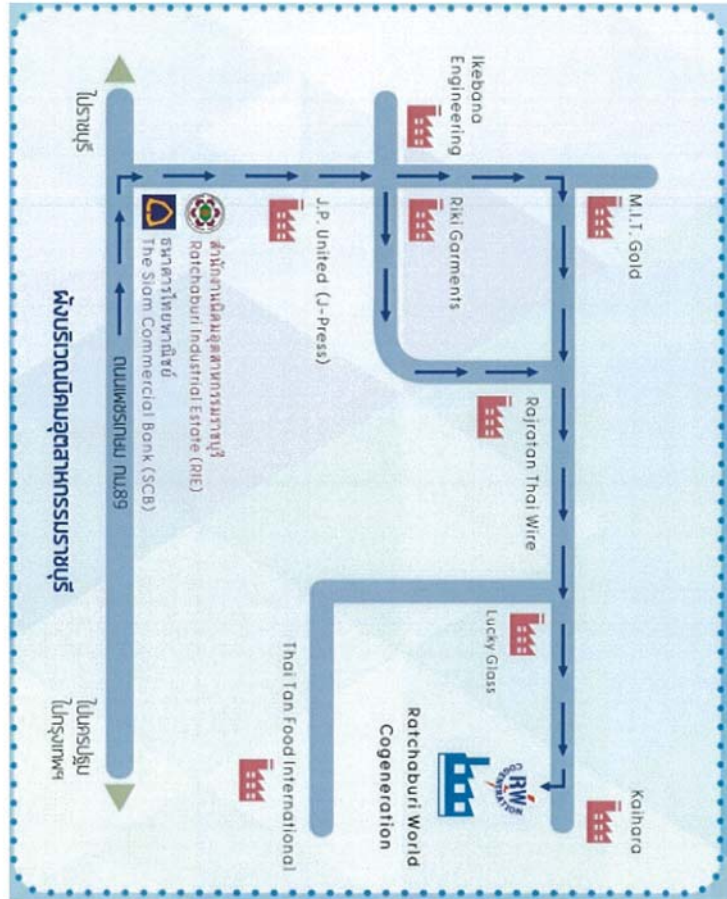 M.I.T. Gold
Ikebana
Engineering
Riki Garments
Rajratan Thai Wire
Lucky Glass
Kaihara
RW
COGENERATION
Ratchaburi World
Cogeneration
J.P. United (J-Press)
Thai Tan Food International
สำนักงานนิคมอุตสาหกรรมราชบุรี
Ratchaburi Industrial Estate (RIE)
ธนาคารไทยพาณิชย์
The Siam Commercial Bank (SCB)
ไปราชบุรี
ถนนเพชรเกษม กม.89
ไปนครปฐม
ไปกรุงเทพฯ
ผังบริเวณนิคมอุตสาหกรรมราชบุรี